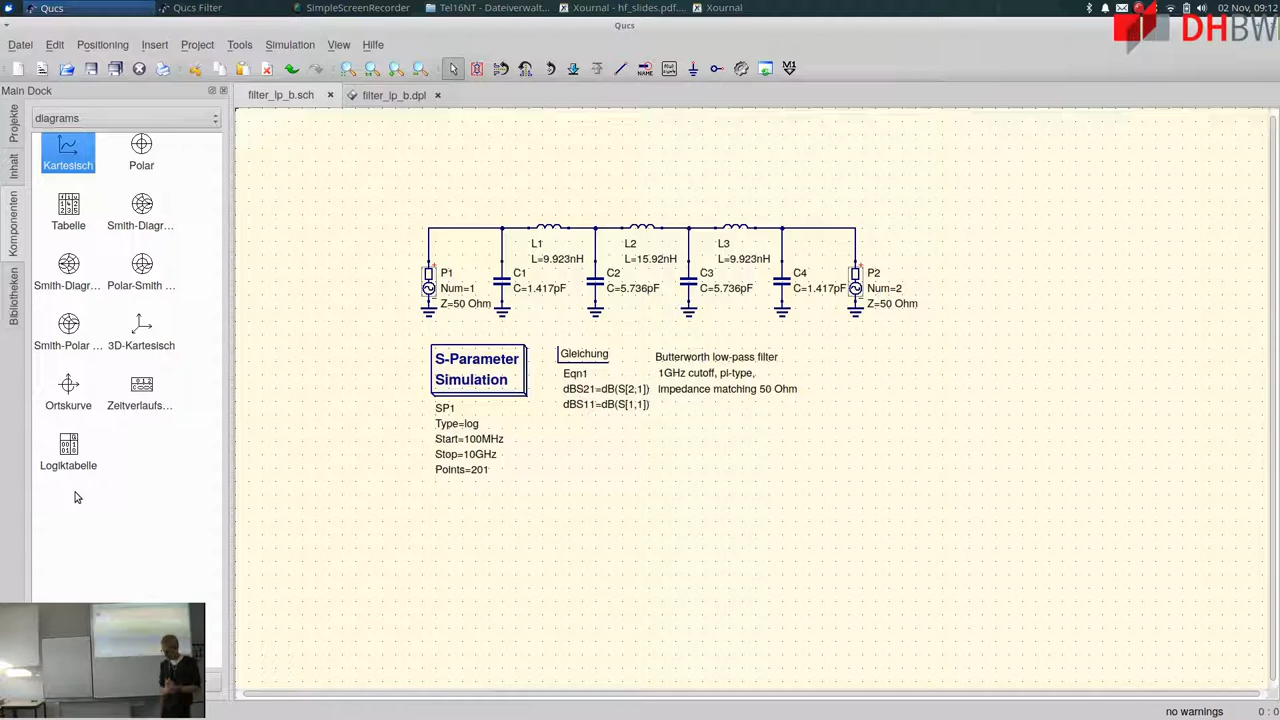 Qucs
Qucs Filter
SimpleScreenRecorder
Tel16NT - Dateiverwalt...
Xournal - hf_slides.pdf...
Xournal
02 Nov, 09:12
Qucs
DHBW
Datei Edit Positioning Insert Projekt Tools Simulation View Hilfe
NAME
M1
Main Dock
filter_lp_b.sch
filter_lp_b.dpl
Projekte
Inhalt
Komponenten
Bibliotheken
diagrams
Kartesisch
Polar
Tabelle
Smith-Diagr...
Smith-Diagr...
Polar-Smith ...
Smith-Polar ...
3D-Kartesisch
Ortskurve
Zeitverlaufs...
Logiktabelle
L1
L=9.923nH
L2
L=15.92nH
L3
L=9.923nH
P1
Num=1
Z=50 Ohm
C1
C=1.417pF
C2
C=5.736pF
C3
C=5.736pF
C4
C=1.417pF
P2
Num=2
Z=50 Ohm
S-Parameter
Simulation
SP1
Type=log
Start=100MHz
Stop=10GHz
Points=201
Gleichung
Eqn1
dBS21=dB(S[2,1])
dBS11=dB(S[1,1])
Butterworth low-pass filter
1GHz cutoff, pi-type,
impedance matching 50 Ohm
no warnings
0 : 0